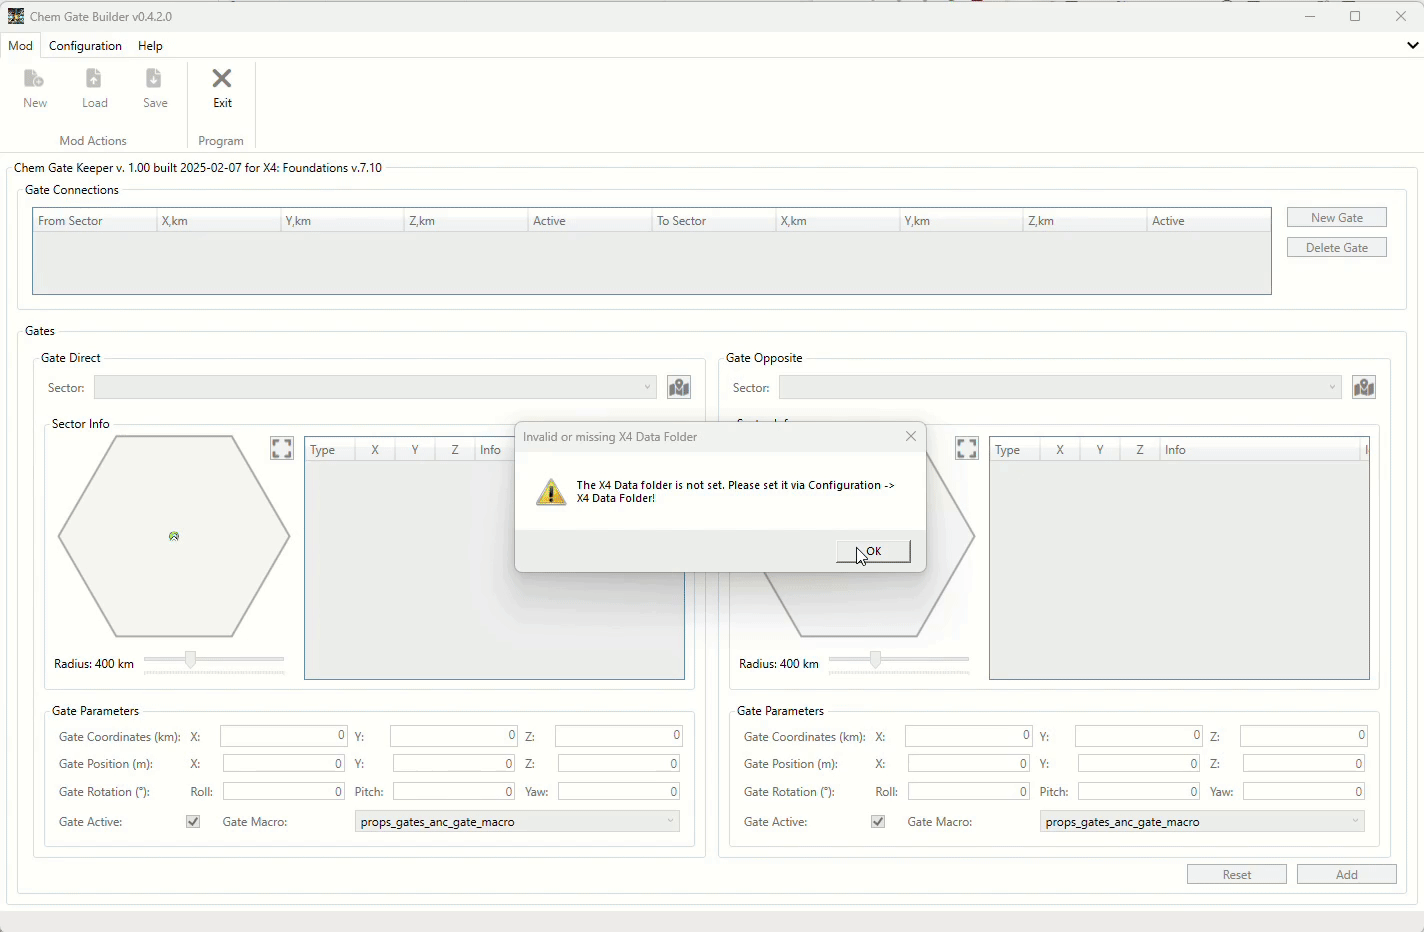 Chem Gate Builder v0.4.2.0
Mod Configuration Help
New Load Save Exit
Mod Actions Program
Chem Gate Keeper v. 1.00 built 2025-02-07 for X4: Foundations v.7.10
Gate Connections
From Sector X,km Y,km Z,km Active To Sector X,km Y,km Z,km Active
New Gate
Delete Gate
Gates
Gate Direct
Sector:
Sector Info
Type X Y Z Info
Radius: 400 km
Gate Parameters
Gate Coordinates (km): X: 0 Y: 0 Z: 0
Gate Position (m): X: 0 Y: 0 Z: 0
Gate Rotation (°): Roll: 0 Pitch: 0 Yaw: 0
Gate Active: Gate Macro: props_gates_anc_gate_macro
Gate Opposite
Sector:
Type X Y Z Info
Radius: 400 km
Gate Parameters
Gate Coordinates (km): X: 0 Y: 0 Z: 0
Gate Position (m): X: 0 Y: 0 Z: 0
Gate Rotation (°): Roll: 0 Pitch: 0 Yaw: 0
Gate Active: Gate Macro: props_gates_anc_gate_macro
Reset Add
Invalid or missing X4 Data Folder
The X4 Data folder is not set. Please set it via Configuration ->
X4 Data Folder!
OK